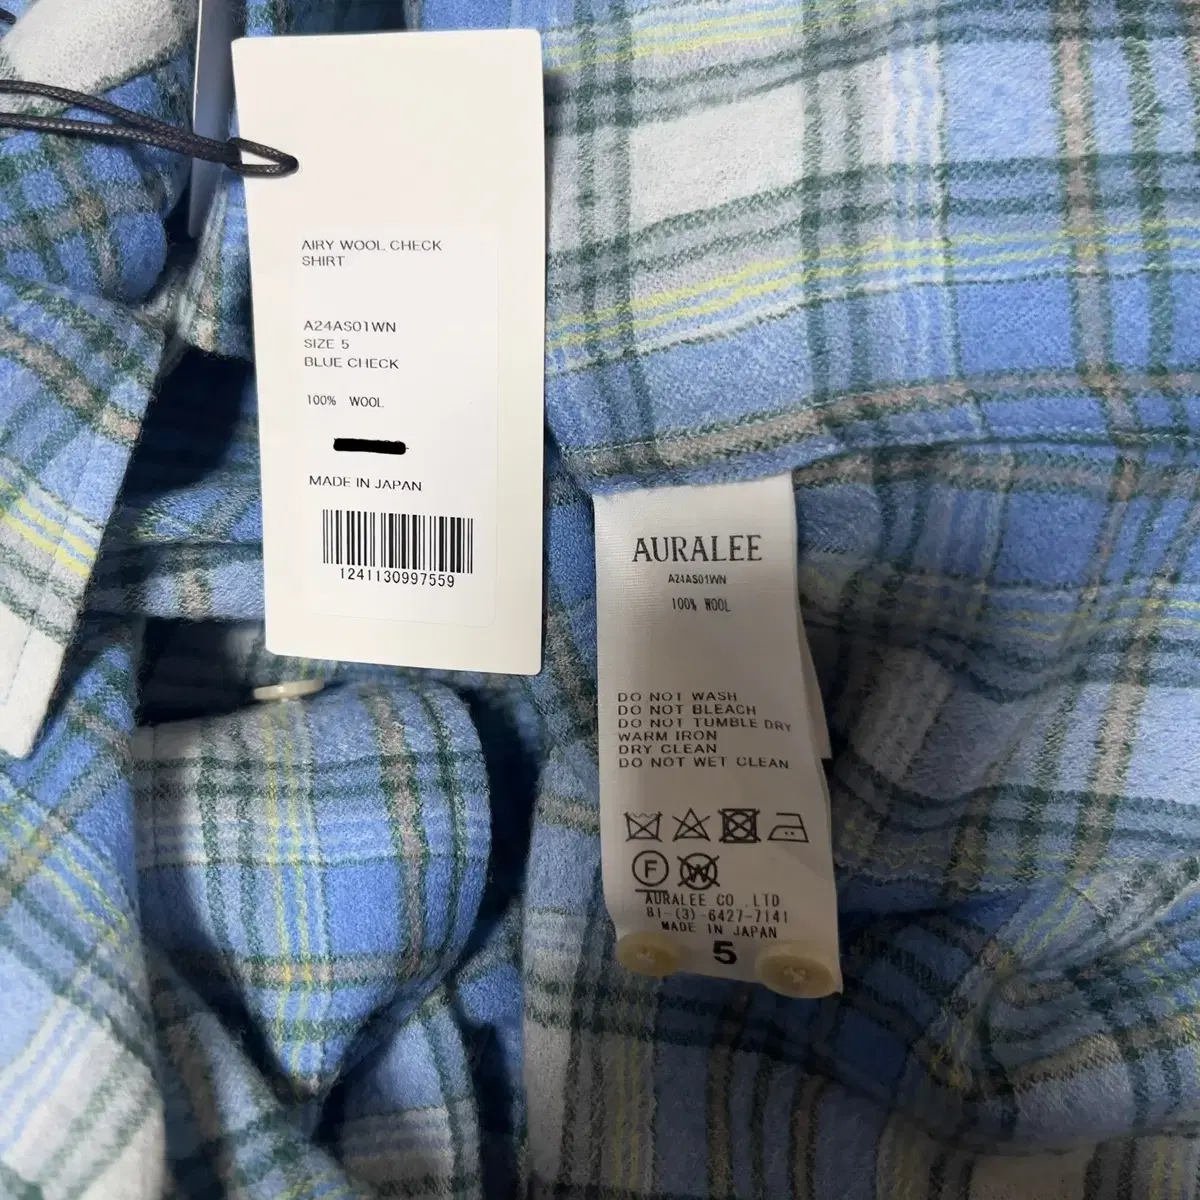 AIRY WOOL CHECK
SHIRT
A24AS01WN
SIZE 5
BLUE CHECK
100% WOOL
MADE IN JAPAN
1241130997559
AURALEE
A24AS01WN
100% WOOL
DO NOT WASH
DO NOT BLEACH
DO NOT TUMBLE DRY
WARM IRON
DRY CLEAN
DO NOT WET CLEAN
F W
AURALEE CO.,LTD
81-(3)-6427-7141
MADE IN JAPAN
5